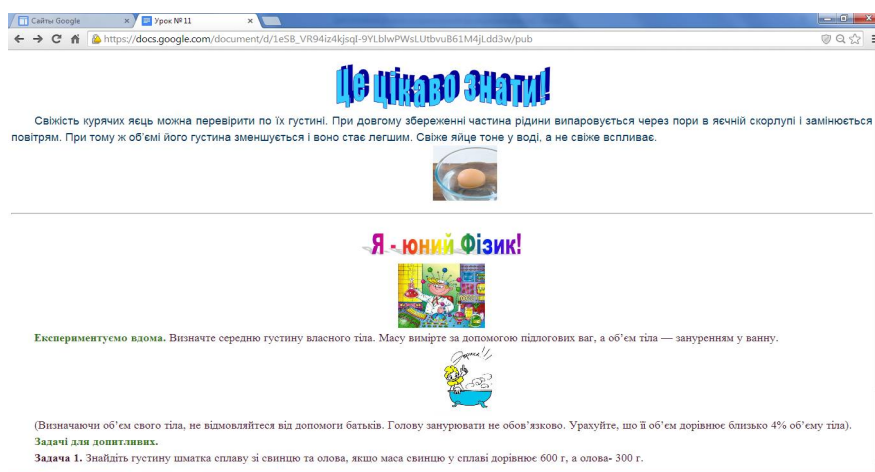 Сайты Google
Урок № 11
https://docs.google.com/document/d/1eSB_VR94iz4kjsqI-9YLblwPWsLUtbvuB61M4jLdd3w/pub
Це цікаво знати!
Свіжість курячих яєць можна перевірити по їх густині. При довгому збереженні частина рідини випаровується через пори в яєчній скорлупі і замінюється
повітрям. При тому ж об'ємі його густина зменшується і воно стає легшим. Свіже яйце тоне у воді, а не свіже вспливає.
Я - юний Фізик!
Експериментуємо вдома. Визначте середню густину власного тіла. Масу виміряте за допомогою підлогових ваг, а об’єм тіла — зануренням у ванну.
(Визначаючи об’єм свого тіла, не відмовляйтеся від допомоги батьків. Голову занурювати не обов’язково. Урахуйте, що її об’єм дорівнює близько 4% об’єму тіла).
Задачі для допитливих.
Задача 1. Знайдіть густину шматка сплаву зі свинцю та олова, якшо маса свинцю у сплаві дорівнює 600 г, а олова- 300 г.